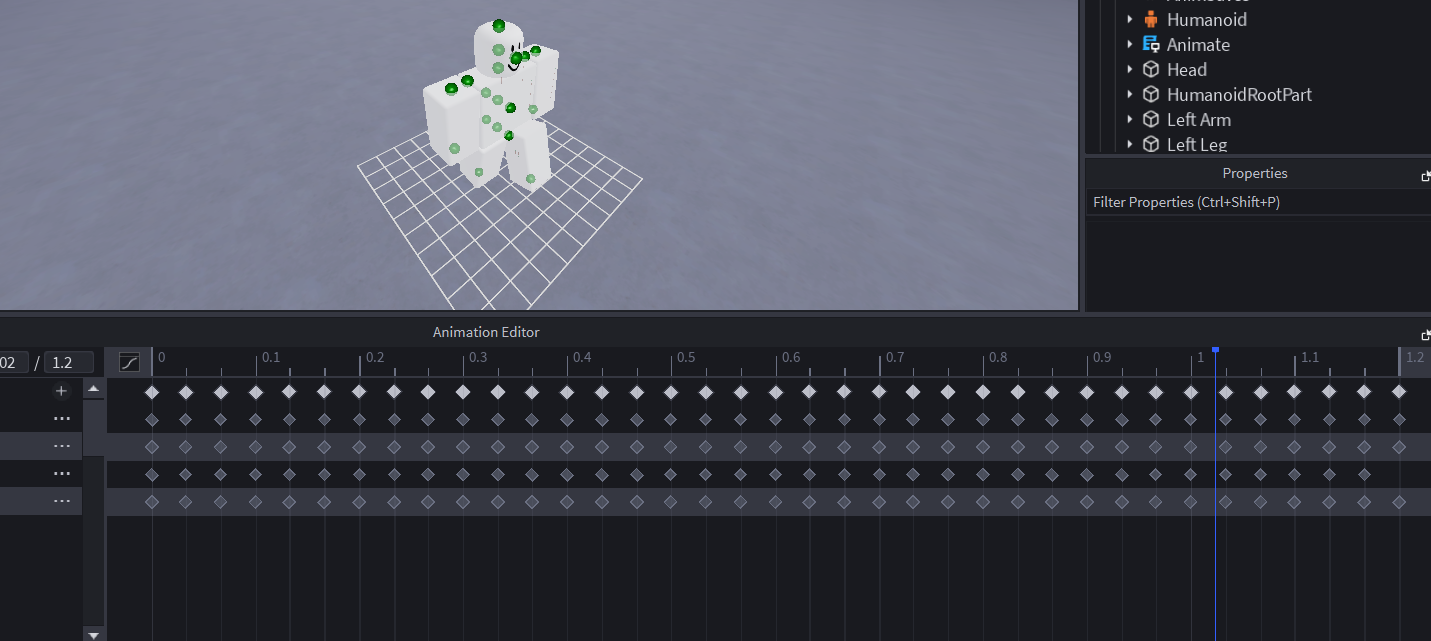 Humanoid
Animate
Head
HumanoidRootPart
Left Arm
Left Leg
Properties
Filter Properties (Ctrl+Shift+P)
Animation Editor
02 / 1.2
0 0.1 0.2 0.3 0.4 0.5 0.6 0.7 0.8 0.9 1 1.1 1.2